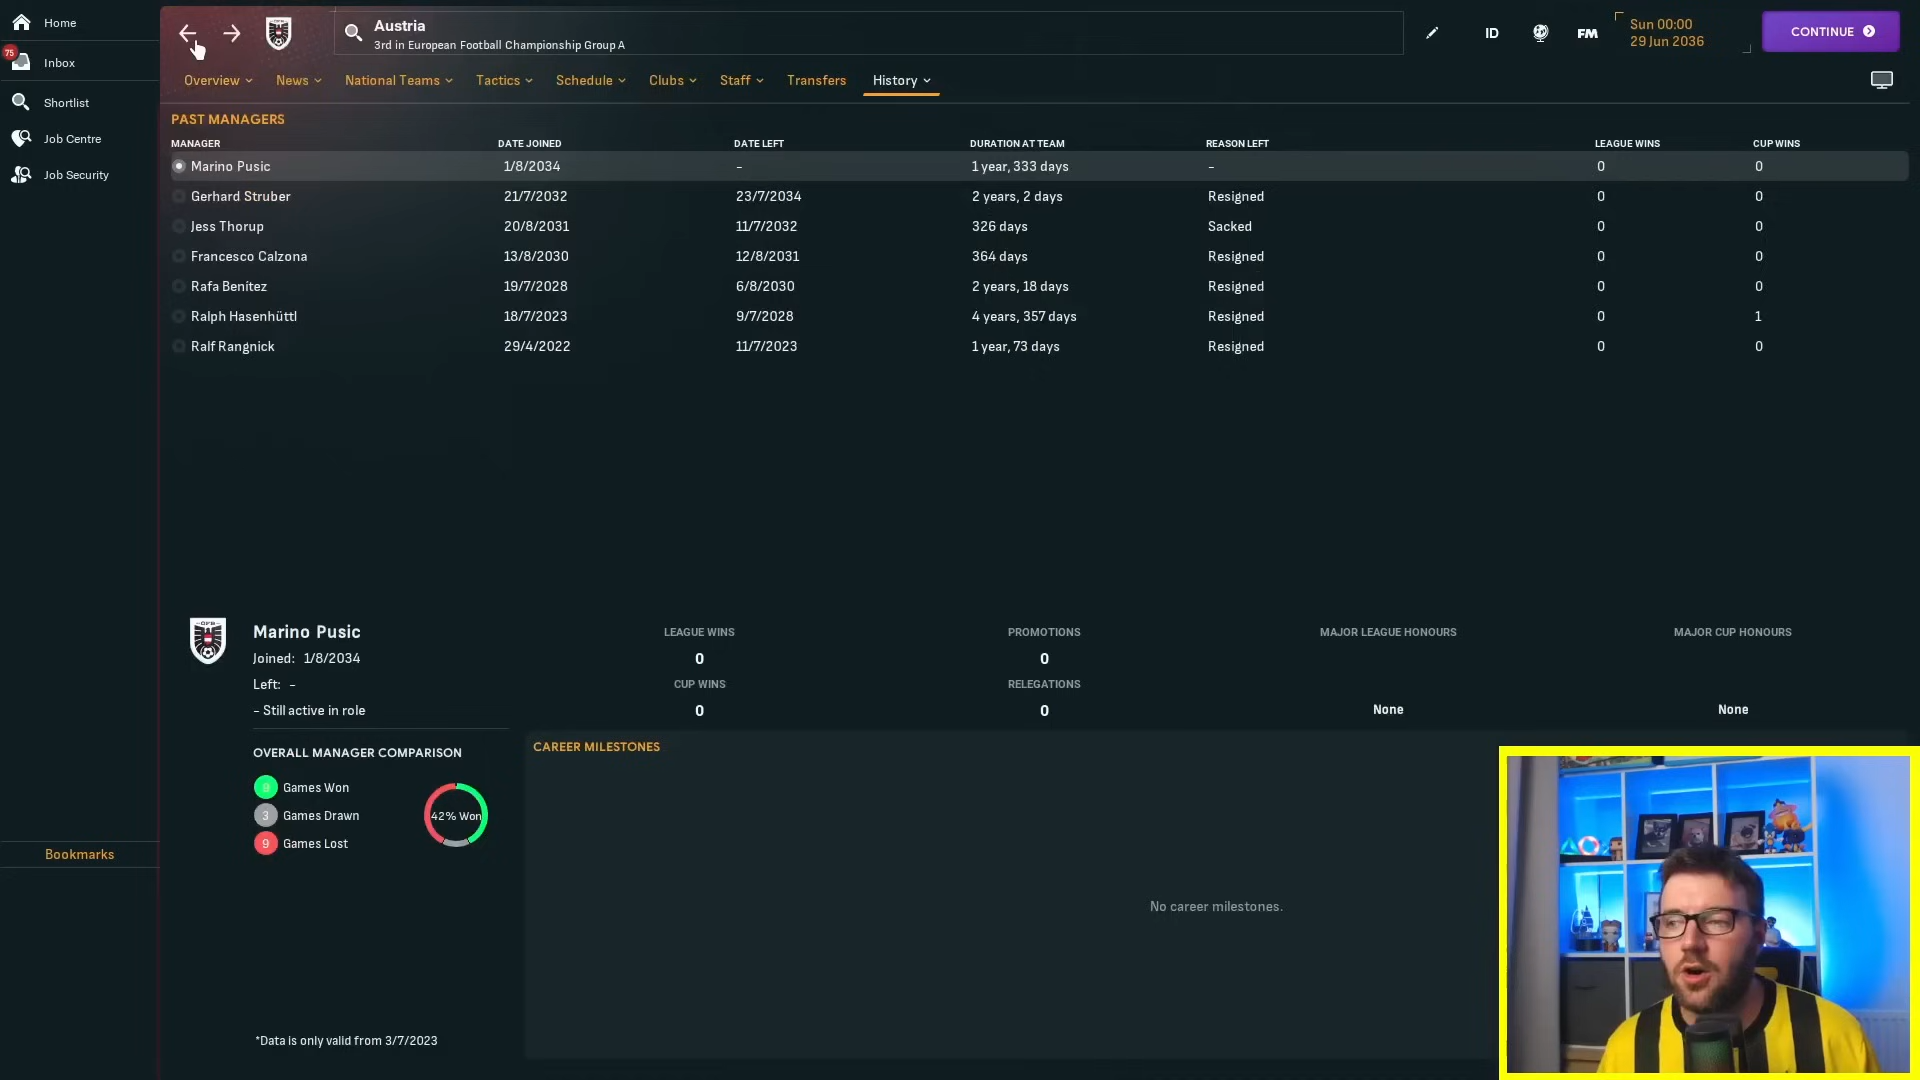 Home
75
Inbox
Shortlist
Job Centre
Job Security
Bookmarks
Austria
3rd in European Football Championship Group A
ID
FM
Sun 00:00
29 Jun 2036
CONTINUE
Overview
News
National Teams
Tactics
Schedule
Clubs
Staff
Transfers
History
PAST MANAGERS
MANAGER DATE JOINED DATE LEFT DURATION AT TEAM REASON LEFT LEAGUE WINS CUP WINS
Marino Pusic 1/8/2034 - 1 year, 333 days - 0 0
Gerhard Struber 21/7/2032 23/7/2034 2 years, 2 days Resigned 0 0
Jess Thorup 20/8/2031 11/7/2032 326 days Sacked 0 0
Francesco Calzona 13/8/2030 12/8/2031 364 days Resigned 0 0
Rafa Benítez 19/7/2028 6/8/2030 2 years, 18 days Resigned 0 0
Ralph Hasenhüttl 18/7/2023 9/7/2028 4 years, 357 days Resigned 0 1
Ralf Rangnick 29/4/2022 11/7/2023 1 year, 73 days Resigned 0 0
Marino Pusic
Joined: 1/8/2034
Left: -
- Still active in role
LEAGUE WINS
0
CUP WINS
0
PROMOTIONS
0
RELEGATIONS
0
MAJOR LEAGUE HONOURS
None
MAJOR CUP HONOURS
None
OVERALL MANAGER COMPARISON
9 Games Won
3 Games Drawn
9 Games Lost
42% Won
*Data is only valid from 3/7/2023
CAREER MILESTONES
No career milestones.